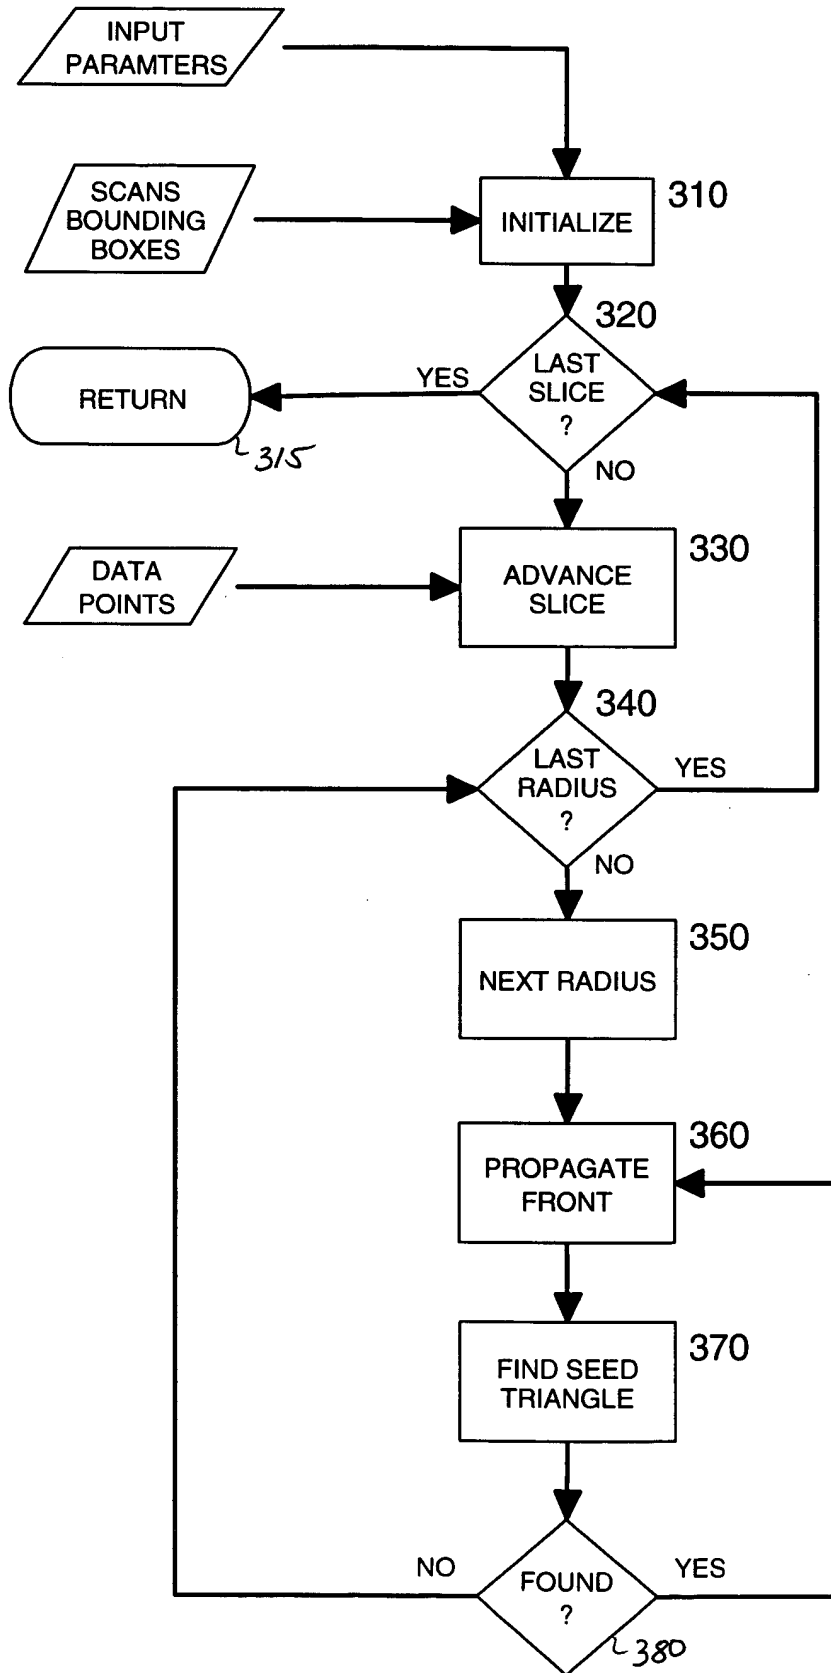 INPUT
PARAMTERS
SCANS
BOUNDING
BOXES
INITIALIZE
310
320
LAST
SLICE
?
YES
RETURN
315
NO
DATA
POINTS
ADVANCE
SLICE
330
340
LAST
RADIUS
?
YES
NO
NEXT RADIUS
350
PROPAGATE
FRONT
360
FIND SEED
TRIANGLE
370
NO
FOUND
?
YES
380